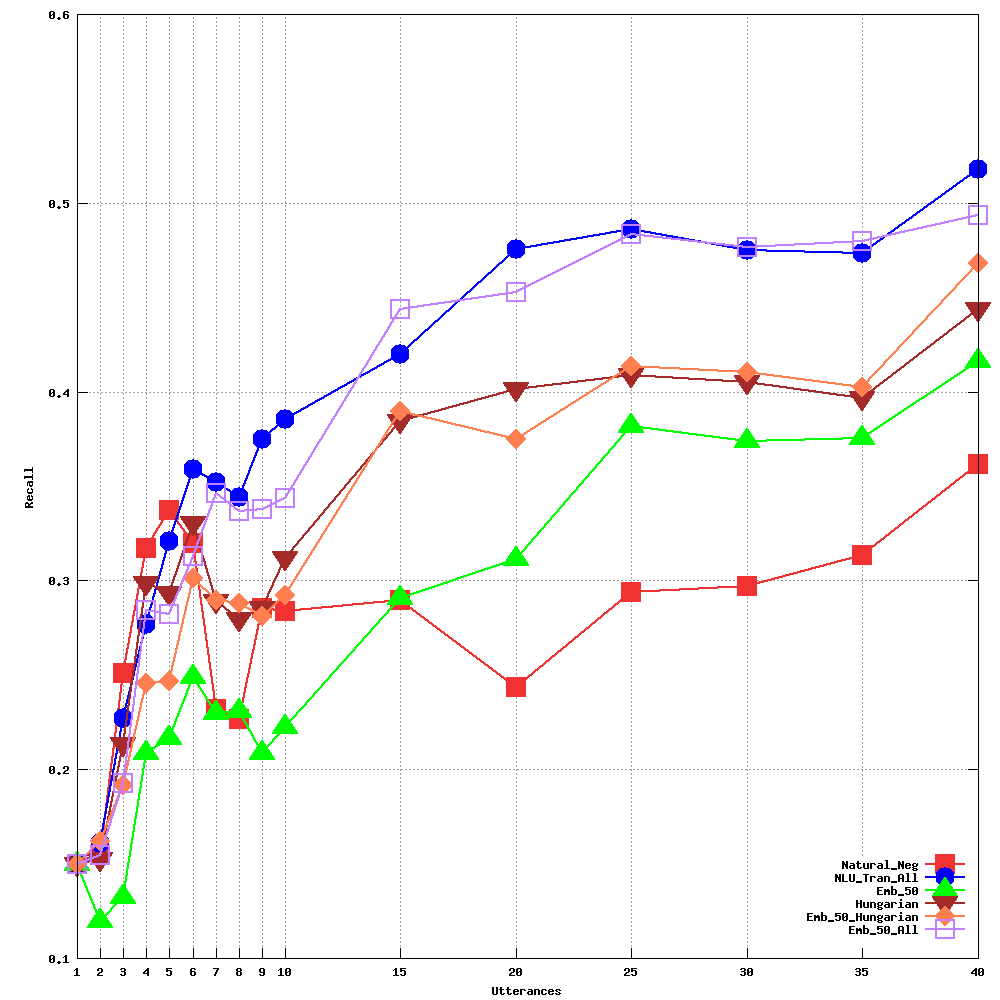 0.6
0.5
0.4
0.3
0.2
0.1
Recall
1 2 3 4 5 6 7 8 9 10 15 20 25 30 35 40
Utterances
Natural_Neg
NLU_Tran_All
Emb_50
Hungarian
Emb_50_Hungarian
Emb_50_All